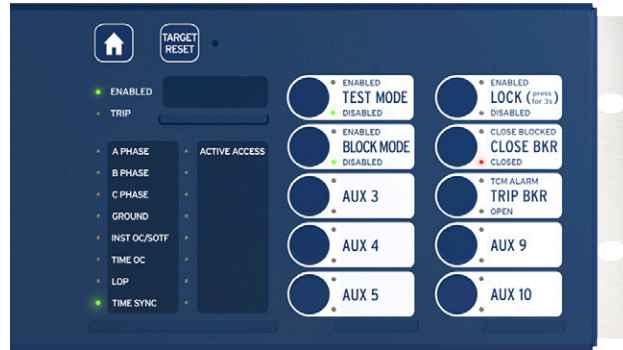 TARGET
RESET
ENABLED
TRIP
A PHASE
B PHASE
C PHASE
GROUND
INST OC/SOTF
TIME OC
LOP
TIME SYNC
ACTIVE ACCESS
ENABLED
TEST MODE
DISABLED
ENABLED
BLOCK MODE
DISABLED
AUX 3
AUX 4
AUX 5
ENABLED
LOCK (press for 3s)
DISABLED
CLOSE BLOCKED
CLOSE BKR
CLOSED
TCM ALARM
TRIP BKR
OPEN
AUX 9
AUX 10